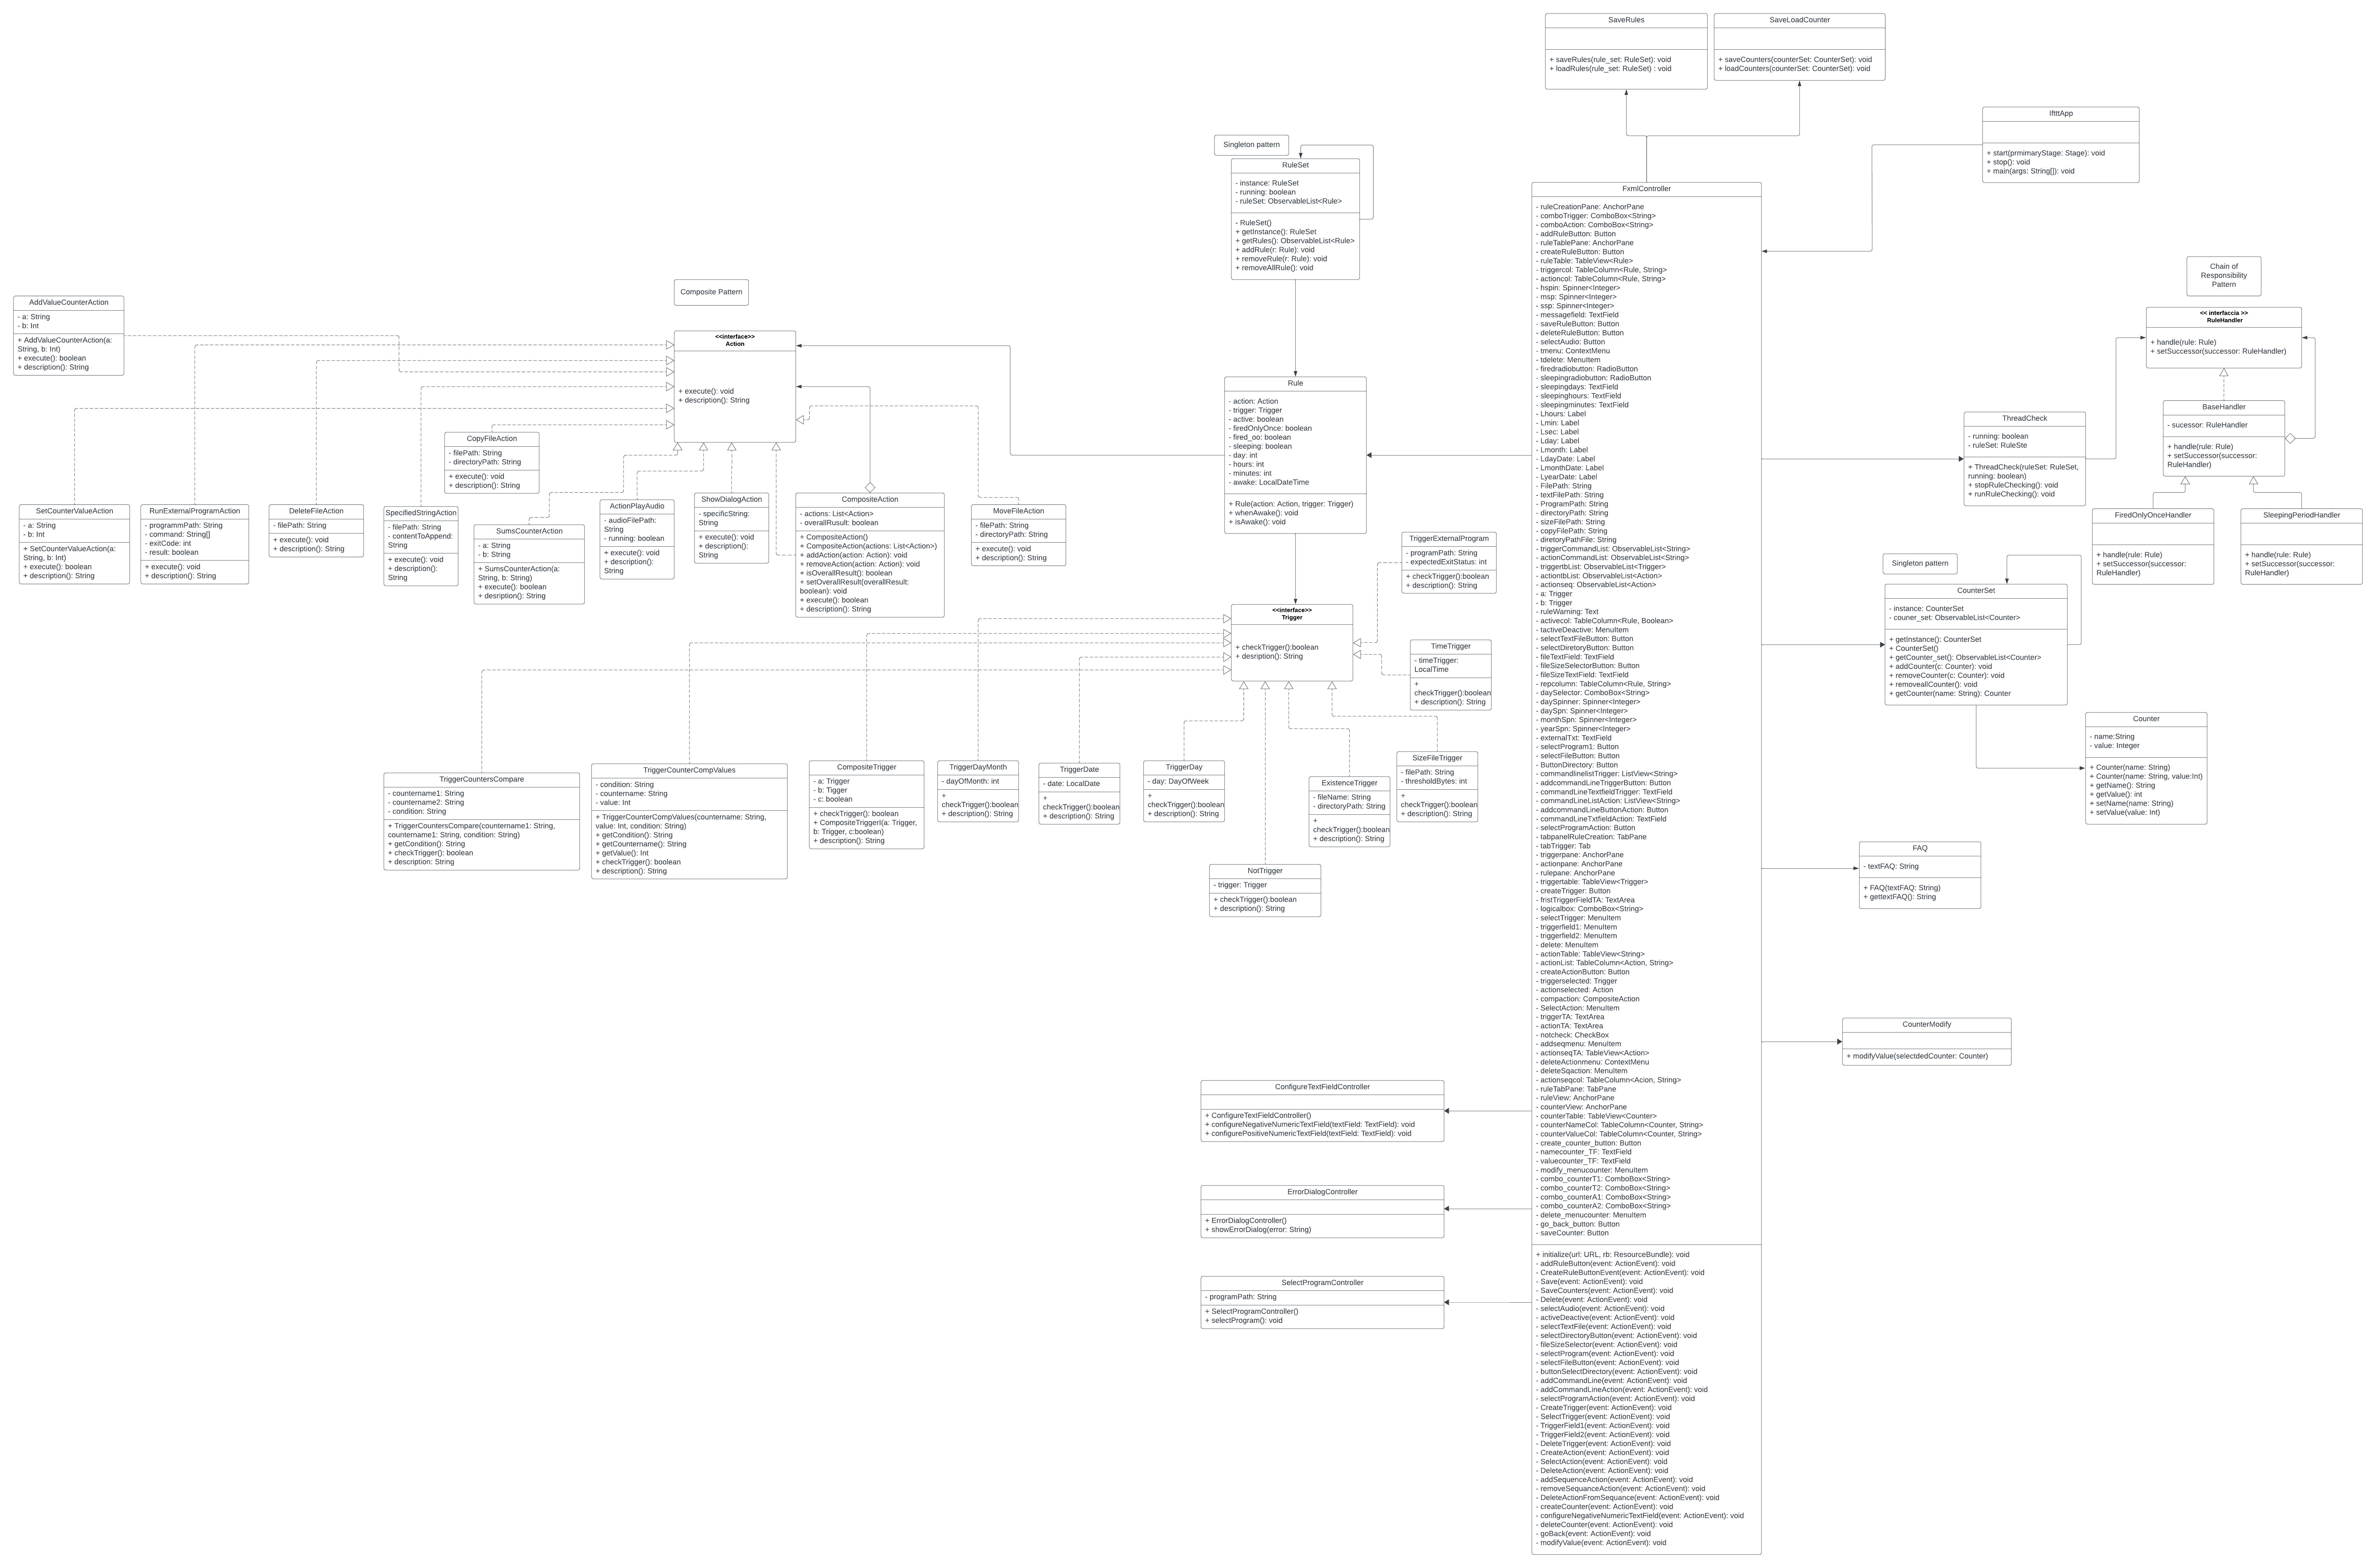 SaveRules
+ saveRules(rule_set: RuleSet): void
+ loadRules(rule_set: RuleSet) : void
SaveLoadCounter
+ saveCounters(counterSet: CounterSet): void
+ loadCounters(counterSet: CounterSet): void
IftttApp
+ start(prmimaryStage: Stage): void
+ stop(): void
+ main(args: String[]): void
Singleton pattern
RuleSet
- instance: RuleSet
- running: boolean
- ruleSet: ObservableList<Rule>
- RuleSet()
+ getInstance(): RuleSet
+ getRules(): ObservableList<Rule>
+ addRule(r: Rule): void
+ removeRule(r: Rule): void
+ removeAllRule(): void
FxmlController
- ruleCreationPane: AnchorPane
- comboTrigger: ComboBox<String>
- comboAction: ComboBox<String>
- addRuleButton: Button
- ruleTablePane: AnchorPane
- createRuleButton: Button
- ruleTable: TableView<Rule>
- triggercol: TableColumn<Rule, String>
- actioncol: TableColumn<Rule, String>
- hspin: Spinner<Integer>
- msp: Spinner<Integer>
- ssp: Spinner<Integer>
- messagefield: TextField
- saveRuleButton: Button
- deleteRuleButton: Button
- selectAudio: Button
- tmenu: ContextMenu
- tdelete: MenuItem
- firedradiobutton: RadioButton
- sleepingradiobutton: RadioButton
- sleepingdays: TextField
- sleepinghours: TextField
- sleepingminutes: TextField
- Lhours: Label
- Lmin: Label
- Lsec: Label
- Lday: Label
- Lmonth: Label
- LdayDate: Label
- LmonthDate: Label
- LyearDate: Label
- FilePath: String
- textFilePath: String
- ProgramPath: String
- directoryPath: String
- sizeFilePath: String
- copyFilePath: String
- diretoryPathFile: String
- triggerCommandList: ObservableList<String>
- actionCommandList: ObservableList<String>
- triggertbList: ObservableList<Trigger>
- actiontbList: ObservableList<Action>
- actionseq: ObservableList<Action>
- a: Trigger
- b: Trigger
- ruleWarning: Text
- activecol: TableColumn<Rule, Boolean>
- tactiveDeactive: MenuItem
- selectTextFileButton: Button
- selectDiretoryButton: Button
- fileTextField: TextField
- fileSizeSelectorButton: Button
- fileSizeTextField: TextField
- repcolumn: TableColumn<Rule, String>
- daySelector: ComboBox<String>
- daySpinner: Spinner<Integer>
- daySpn: Spinner<Integer>
- monthSpn: Spinner<Integer>
- yearSpn: Spinner<Integer>
- externalTxt: TextField
- selectProgram1: Button
- selectFileButton: Button
- ButtonDirectory: Button
- commandlinelistTrigger: ListView<String>
- addcommandLineTriggerButton: Button
- commandLineTextfieldTrigger: TextField
- commandLineListAction: ListView<String>
- addcommandLineButtonAction: Button
- commandLineTxtfieldAction: TextField
- selectProgramAction: Button
- tabpanelRuleCreation: TabPane
- tabTrigger: Tab
- triggerpane: AnchorPane
- actionpane: AnchorPane
- rulepane: AnchorPane
- triggertable: TableView<Trigger>
- createTrigger: Button
- fristTriggerFieldTA: TextArea
- logicalbox: ComboBox<String>
- selectTrigger: MenuItem
- triggerfield1: MenuItem
- triggerfield2: MenuItem
- delete: MenuItem
- actionTable: TableView<String>
- actionList: TableColumn<Action, String>
- createActionButton: Button
- triggerselected: Trigger
- actionselected: Action
- compaction: CompositeAction
- SelectAction: MenuItem
- triggerTA: TextArea
- actionTA: TextArea
- notcheck: CheckBox
- addseqmenu: MenuItem
- actionseqTA: TableView<Action>
- deleteActionmenu: ContextMenu
- deleteSqaction: MenuItem
- actionseqcol: TableColumn<Acion, String>
- ruleTabPane: TabPane
- ruleView: AnchorPane
- counterView: AnchorPane
- counterTable: TableView<Counter>
- counterNameCol: TableColumn<Counter, String>
- counterValueCol: TableColumn<Counter, String>
- create_counter_button: Button
- namecounter_TF: TextField
- valuecounter_TF: TextField
- modify_menucounter: MenuItem
- combo_counterT1: ComboBox<String>
- combo_counterT2: ComboBox<String>
- combo_counterA1: ComboBox<String>
- combo_counterA2: ComboBox<String>
- delete_menucounter: MenuItem
- go_back_button: Button
- saveCounter: Button
+ initialize(url: URL, rb: ResourceBundle): void
- addRuleButton(event: ActionEvent): void
- CreateRuleButtonEvent(event: ActionEvent): void
- Save(event: ActionEvent): void
- SaveCounters(event: ActionEvent): void
- Delete(event: ActionEvent): void
- selectAudio(event: ActionEvent): void
- activeDeactive(event: ActionEvent): void
- selectTextFile(event: ActionEvent): void
- selectDirectoryButton(event: ActionEvent): void
- fileSizeSelector(event: ActionEvent): void
- selectProgram(event: ActionEvent): void
- selectFileButton(event: ActionEvent): void
- buttonSelectDirectory(event: ActionEvent): void
- addCommandLine(event: ActionEvent): void
- addCommandLineAction(event: ActionEvent): void
- selectProgramAction(event: ActionEvent): void
- CreateTrigger(event: ActionEvent): void
- SelectTrigger(event: ActionEvent): void
- TriggerField1(event: ActionEvent): void
- TriggerField2(event: ActionEvent): void
- DeleteTrigger(event: ActionEvent): void
- CreateAction(event: ActionEvent): void
- SelectAction(event: ActionEvent): void
- DeleteAction(event: ActionEvent): void
- addSequenceAction(event: ActionEvent): void
- removeSequanceAction(event: ActionEvent): void
- DeleteActionFromSequance(event: ActionEvent): void
- createCounter(event: ActionEvent): void
- configureNegativeNumericTextField(event: ActionEvent): void
- deleteCounter(event: ActionEvent): void
- goBack(event: ActionEvent): void
- modifyValue(event: ActionEvent): void
Chain of
Responsibility
Pattern
<< interfaccia >>
RuleHandler
+ handle(rule: Rule)
+ setSuccessor(successor: RuleHandler)
BaseHandler
- sucessor: RuleHandler
+ handle(rule: Rule)
+ setSuccessor(successor:
RuleHandler)
ThreadCheck
- running: boolean
- ruleSet: RuleSte
+ ThreadCheck(ruleSet: RuleSet,
running: boolean)
+ stopRuleChecking(): void
+ runRuleChecking(): void
FiredOnlyOnceHandler
+ handle(rule: Rule)
+ setSuccessor(successor:
RuleHandler)
SleepingPeriodHandler
+ handle(rule: Rule)
+ setSuccessor(successor:
RuleHandler)
Singleton pattern
CounterSet
- instance: CounterSet
- couner_set: ObservableList<Counter>
+ getInstance(): CounterSet
+ CounterSet()
+ getCounter_set(): ObservableList<Counter>
+ addCounter(c: Counter): void
+ removeCounter(c: Counter): void
+ removeallCounter(): void
+ getCounter(name: String): Counter
Counter
- name:String
- value: Integer
+ Counter(name: String)
+ Counter(name: String, value:Int)
+ getName(): String
+ getValue(): int
+ setName(name: String)
+ setValue(value: Int)
FAQ
- textFAQ: String
+ FAQ(textFAQ: String)
+ gettextFAQ(): String
CounterModify
+ modifyValue(selectdedCounter: Counter)
Composite Pattern
AddValueCounterAction
- a: String
- b: Int
+ AddValueCounterAction(a:
String, b: Int)
+ execute(): boolean
+ description(): String
<<interface>>
Action
+ execute(): void
+ description(): String
Rule
- action: Action
- trigger: Trigger
- active: boolean
- firedOnlyOnce: boolean
- fired_oo: boolean
- sleeping: boolean
- day: int
- hours: int
- minutes: int
- awake: LocalDateTime
+ Rule(action: Action, trigger: Trigger)
+ whenAwake(): void
+ isAwake(): void
CopyFileAction
- filePath: String
- directoryPath: String
+ execute(): void
+ description(): String
SetCounterValueAction
- a: String
- b: Int
+ SetCounterValueAction(a:
String, b: Int)
+ execute(): boolean
+ description(): String
RunExternalProgramAction
- programmPath: String
- command: String[]
- exitCode: int
- result: boolean
+ execute(): void
+ description(): String
DeleteFileAction
- filePath: String
+ execute(): void
+ description(): String
SpecifiedStringAction
- filePath: String
- contentToAppend:
String
+ execute(): void
+ description():
String
SumsCounterAction
- a: String
- b: String
+ SumsCounterAction(a:
String, b: String)
+ execute(): boolean
+ desription(): String
ActionPlayAudio
- audioFilePath:
String
- running: boolean
+ execute(): void
+ description():
String
ShowDialogAction
- specificStrng:
String
+ execute(): void
+ description():
String
CompositeAction
- actions: List<Action>
- overallRusult: boolean
+ CompositeAction()
+ CompositeAction(actions: List<Action>)
+ addAction(action: Action): void
+ removeAction(action: Action): void
+ isOverallResult(): boolean
+ setOverallResult(overallResult:
boolean): void
+ execute(): boolean
+ description(): String
MoveFileAction
- filePath: String
- directoryPath: String
+ execute(): void
+ description(): String
TriggerExternalProgram
- programPath: String
- expectedExitStatus: int
+ checkTrigger():boolean
+ description(): String
<<interface>>
Trigger
+ checkTrigger():boolean
+ desription(): String
TimeTrigger
- timeTrigger:
LocalTime
+
checkTrigger():boolean
+ description(): String
TriggerCountersCompare
- countername1: String
- countername2: String
- condition: String
+ TriggerCountersCompare(countername1: String,
countername1: String, condition: String)
+ getCondition(): String
+ checkTrigger(): boolean
+ description: String
TriggerCounterCompValues
- condition: String
- countername: String
- value: Int
+ TriggerCounterCompValues(countername: String,
value: Int, condition: String)
+ getCondition(): String
+ getCountername(): String
+ getValue(): Int
+ checkTrigger(): boolean
+ description(): String
CompositeTrigger
- a: Trigger
- b: Tigger
- c: boolean
+ checkTrigger(): boolean
+ CompositeTriggerI(a: Trigger,
b: Trigger, c:boolean)
+ description(): String
TriggerDayMonth
- dayOfMonth: int
+
checkTrigger():boolean
+ description(): String
TriggerDate
- date: LocalDate
+
checkTrigger():boolean
+ description(): String
TriggerDay
- day: DayOfWeek
+
checkTrigger():boolean
+ description(): String
ExistenceTrigger
- fileName: String
- directoryPath: String
+
checkTrigger():boolean
+ description(): String
SizeFileTrigger
- filePath: String
- thresholdBytes: int
+
checkTrigger():boolean
+ description(): String
NotTrigger
- trigger: Trigger
+ checkTrigger():boolean
+ description(): String
ConfigureTextFieldController
+ ConfigureTextFieldController()
+ configureNegativeNumericTextField(textField: TextField): void
+ configurePositiveNumericTextField(textField: TextField): void
ErrorDialogController
+ ErrorDialogController()
+ showErrorDialog(error: String)
SelectProgramController
- programPath: String
+ SelectProgramController()
+ selectProgram(): void